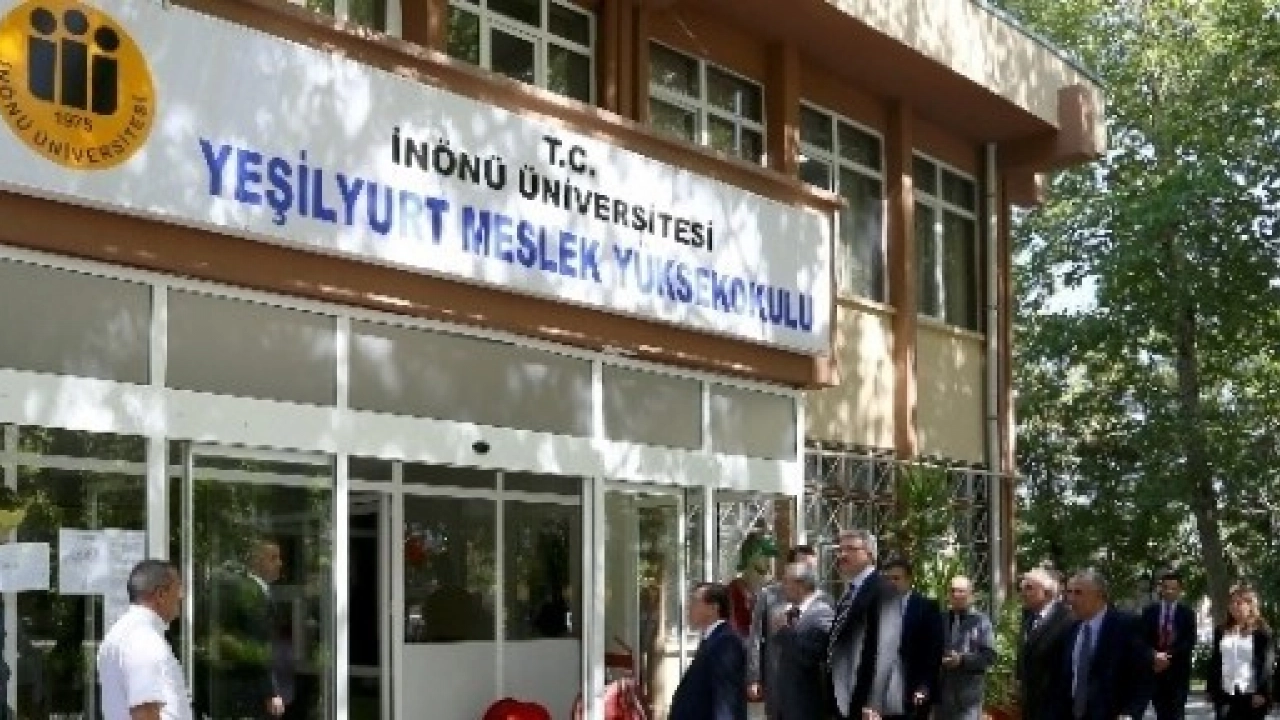 1975
İNÖNÜ ÜNİVERSİTESİ
T.C.
İNÖNÜ ÜNİVERSİTESİ
YEŞİLYURT MESLEK YÜKSEKOKULU